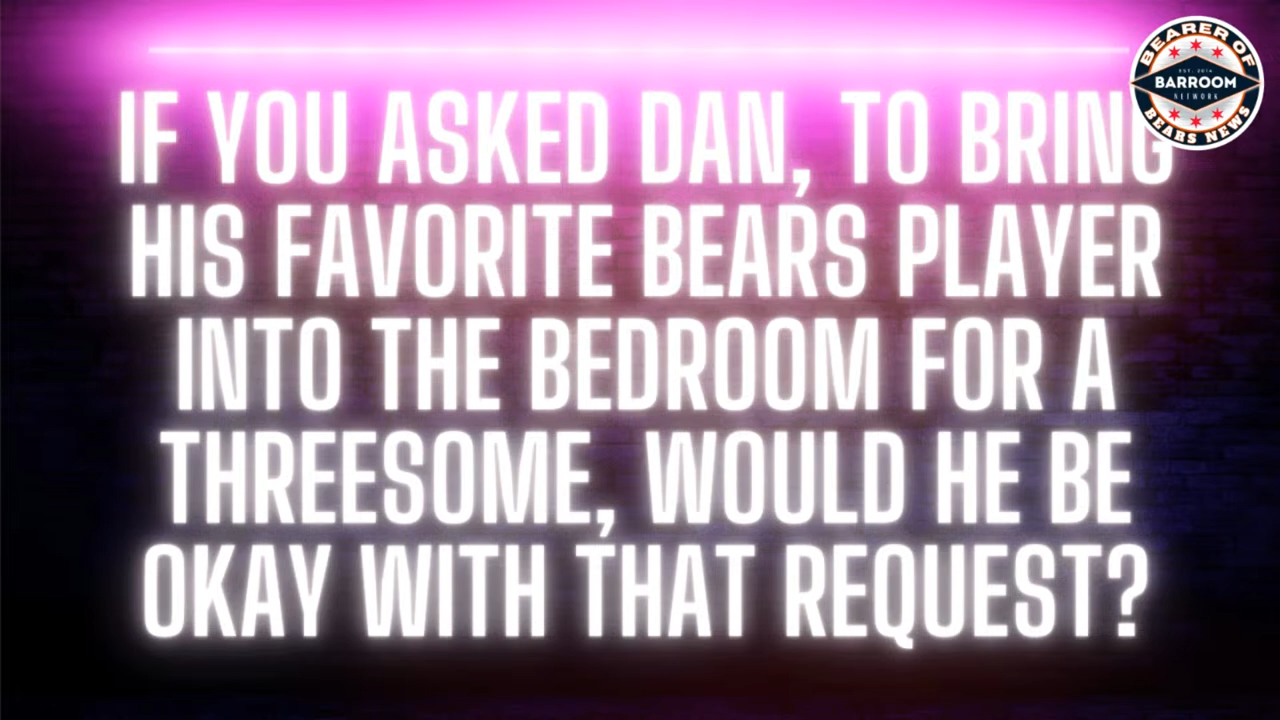 BEARER OF
EST. 2014
BARROOM
NETWORK
BEARS NEWS
IF YOU ASKED DAN, TO BRING
HIS FAVORITE BEARS PLAYER
INTO THE BEDROOM FOR A
THREESOME, WOULD HE BE
OKAY WITH THAT REQUEST?